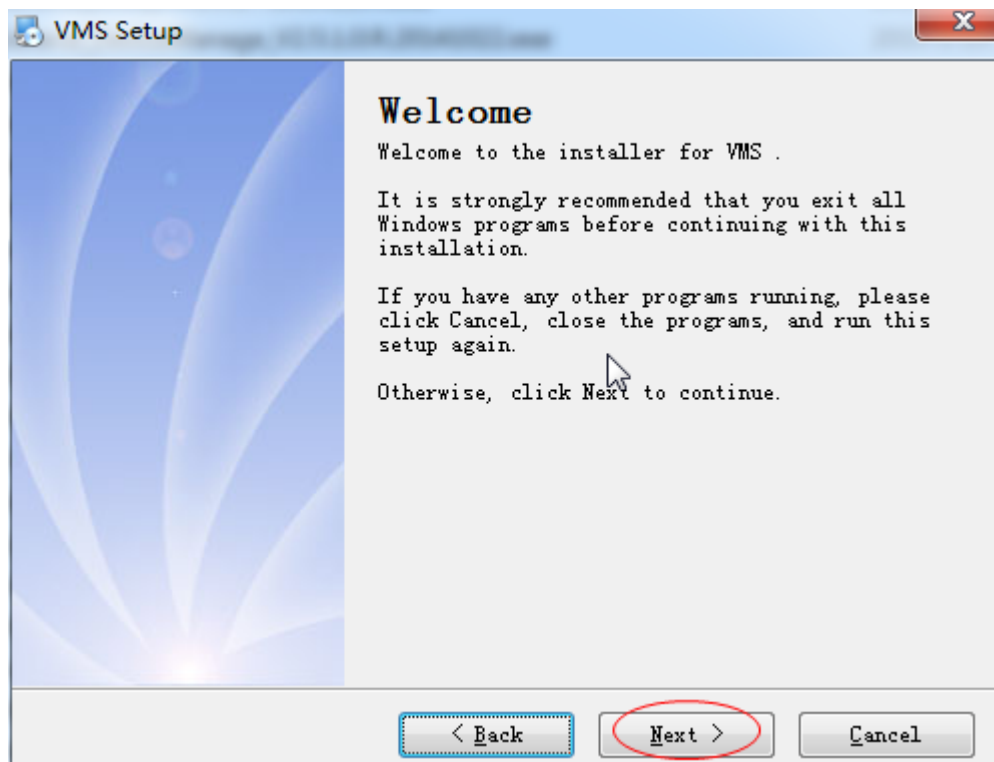 VMS Setup
Welcome
Welcome to the installer for VMS .
It is strongly recommended that you exit all
Windows programs before continuing with this
installation.
If you have any other programs running, please
click Cancel, close the programs, and run this
setup again.
Otherwise, click Next to continue.
< Back
Next >
Cancel